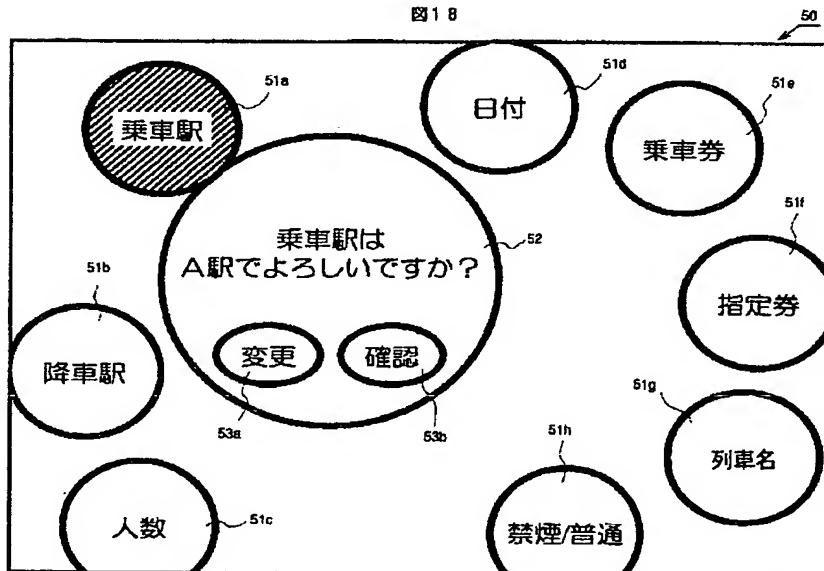 図18
50
51a
乗車駅
51d
日付
51e
乗車券
乗車駅は
A駅でよろしいですか?
52
51f
指定券
51b
降車駅
変更
確認
53a
53b
51g
列車名
51h
禁煙/普通
人数
51c